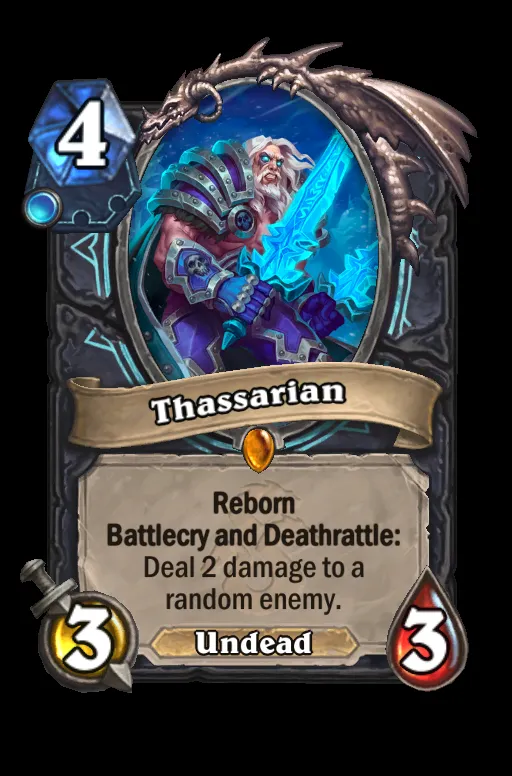 4
Thassarian
Reborn
Battlecry and Deathrattle:
Deal 2 damage to a
random enemy.
3
Undead
3